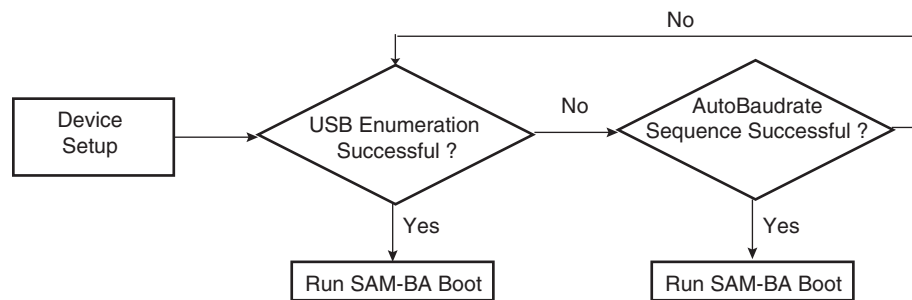 No
Device
Setup
USB Enumeration
Successful ?
No
AutoBaudrate
Sequence Successful ?
Yes
Yes
Run SAM-BA Boot
Run SAM-BA Boot